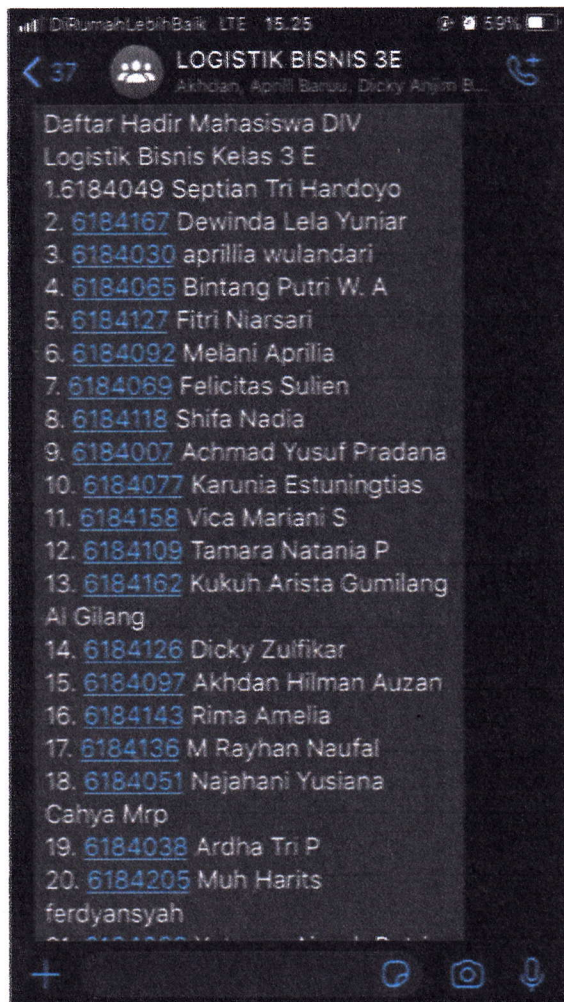 DiRumahLebihBaik LTE 15.25 59%
37 LOGISTIK BISNIS 3E
Akhdan, Aprill Baruu, Dicky Anjim B...
Daftar Hadir Mahasiswa DIV
Logistik Bisnis Kelas 3 E
1.6184049 Septian Tri Handoyo
2. 6184167 Dewinda Lela Yuniar
3. 6184030 aprillia wulandari
4. 6184065 Bintang Putri W. A
5. 6184127 Fitri Niarsari
6. 6184092 Melani Aprilia
7. 6184069 Felicitas Sulien
8. 6184118 Shifa Nadia
9. 6184007 Achmad Yusuf Pradana
10. 6184077 Karunia Estuningtias
11. 6184158 Vica Mariani S
12. 6184109 Tamara Natania P
13. 6184162 Kukuh Arista Gumilang
Al Gilang
14. 6184126 Dicky Zulfikar
15. 6184097 Akhdan Hilman Auzan
16. 6184143 Rima Amelia
17. 6184136 M Rayhan Naufal
18. 6184051 Najahani Yusiana
Cahya Mrp
19. 6184038 Ardha Tri P
20. 6184205 Muh Harits
ferdyansyah